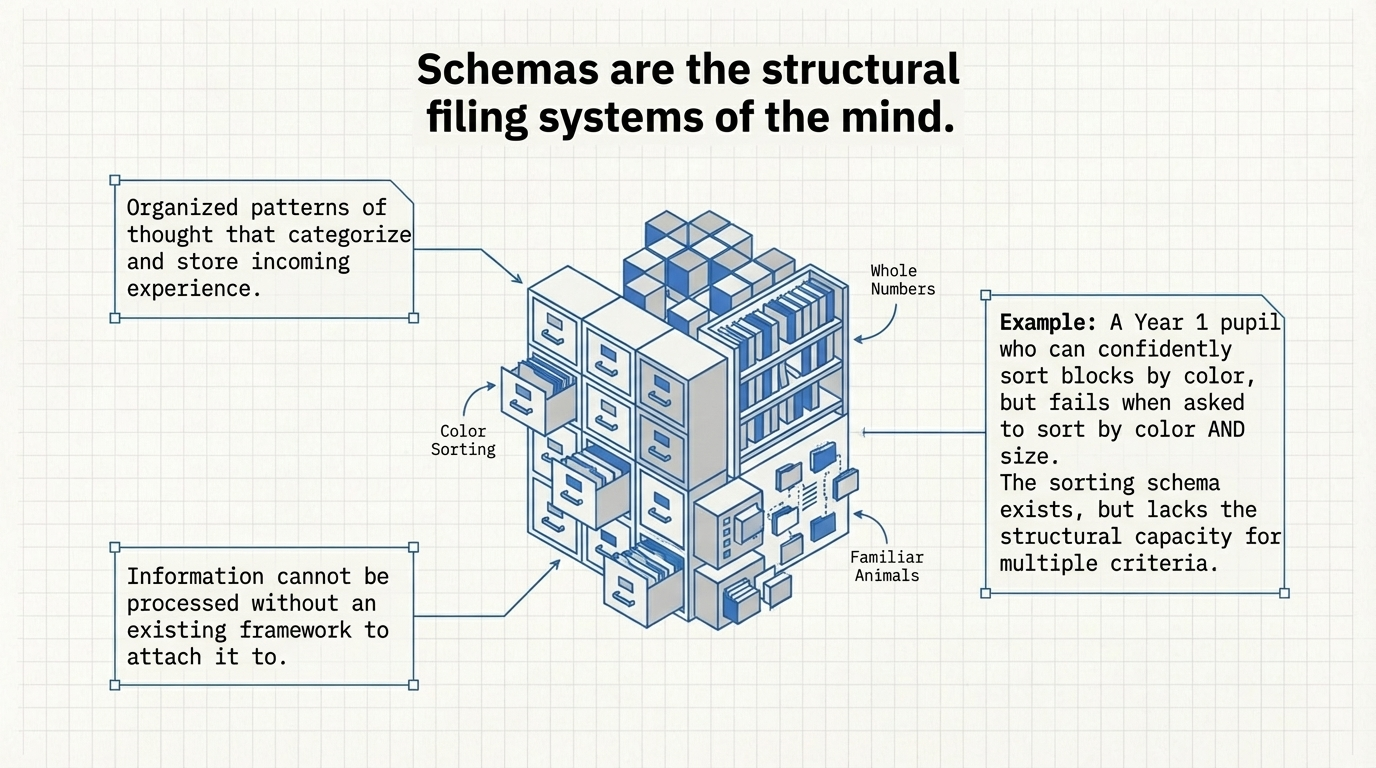 Schemas are the structural
filing systems of the mind.
Organized patterns of
thought that categorize
and store incoming
experience.
Whole
Numbers
Color
Sorting
Example: A Year 1 pupil
who can confidently
sort blocks by color,
but fails when asked
to sort by color AND
size.
The sorting schema
exists, but lacks the
structural capacity for
multiple criteria.
Familiar
Animals
Information cannot be
processed without an
existing framework to
attach it to.